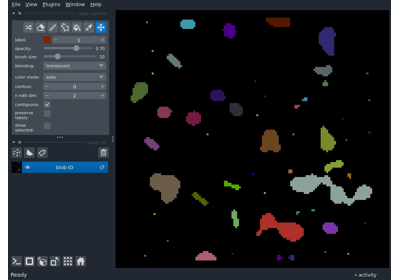 File View Plugins Window Help
label: 1
opacity: 0.70
brush size: 10
blending: translucent
color mode: auto
contour: 0
n edit dim: 2
contiguous:
preserve labels:
show selected:
blob ID
Ready
activity